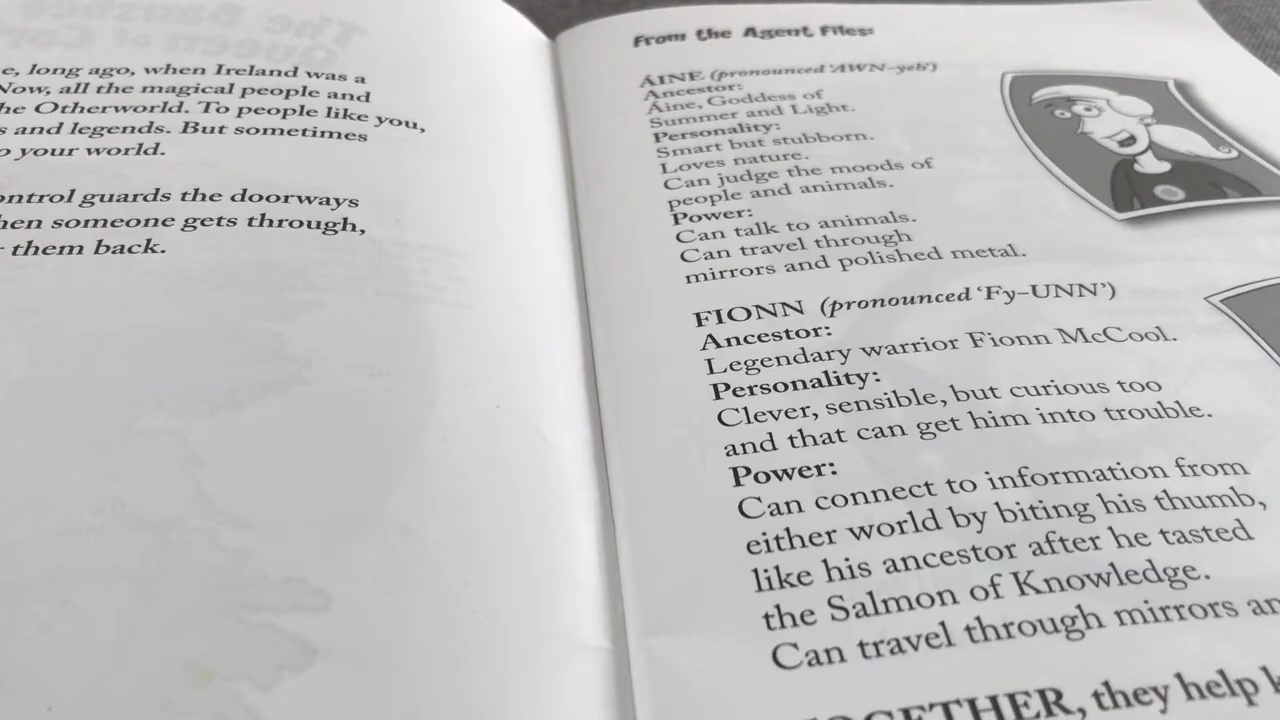 e, long ago, when Ireland was a
Now, all the magical people and
he Otherworld. To people like you,
s and legends. But sometimes
o your world.
ontrol guards the doorways
hen someone gets through,
them back.
From the Agent Files:
ÁINE (pronounced ‘AWN-yeh’)
Ancestor:
Áine, Goddess of
Summer and Light.
Personality:
Smart but stubborn.
Loves nature.
Can judge the moods of
people and animals.
Power:
Can talk to animals.
Can travel through
mirrors and polished metal.
FIONN (pronounced ‘Fy-UNN’)
Ancestor:
Legendary warrior Fionn McCool.
Personality:
Clever, sensible, but curious too
and that can get him into trouble.
Power:
Can connect to information from
either world by biting his thumb,
like his ancestor after he tasted
the Salmon of Knowledge.
Can travel through mirrors an
OGETHER, they help k